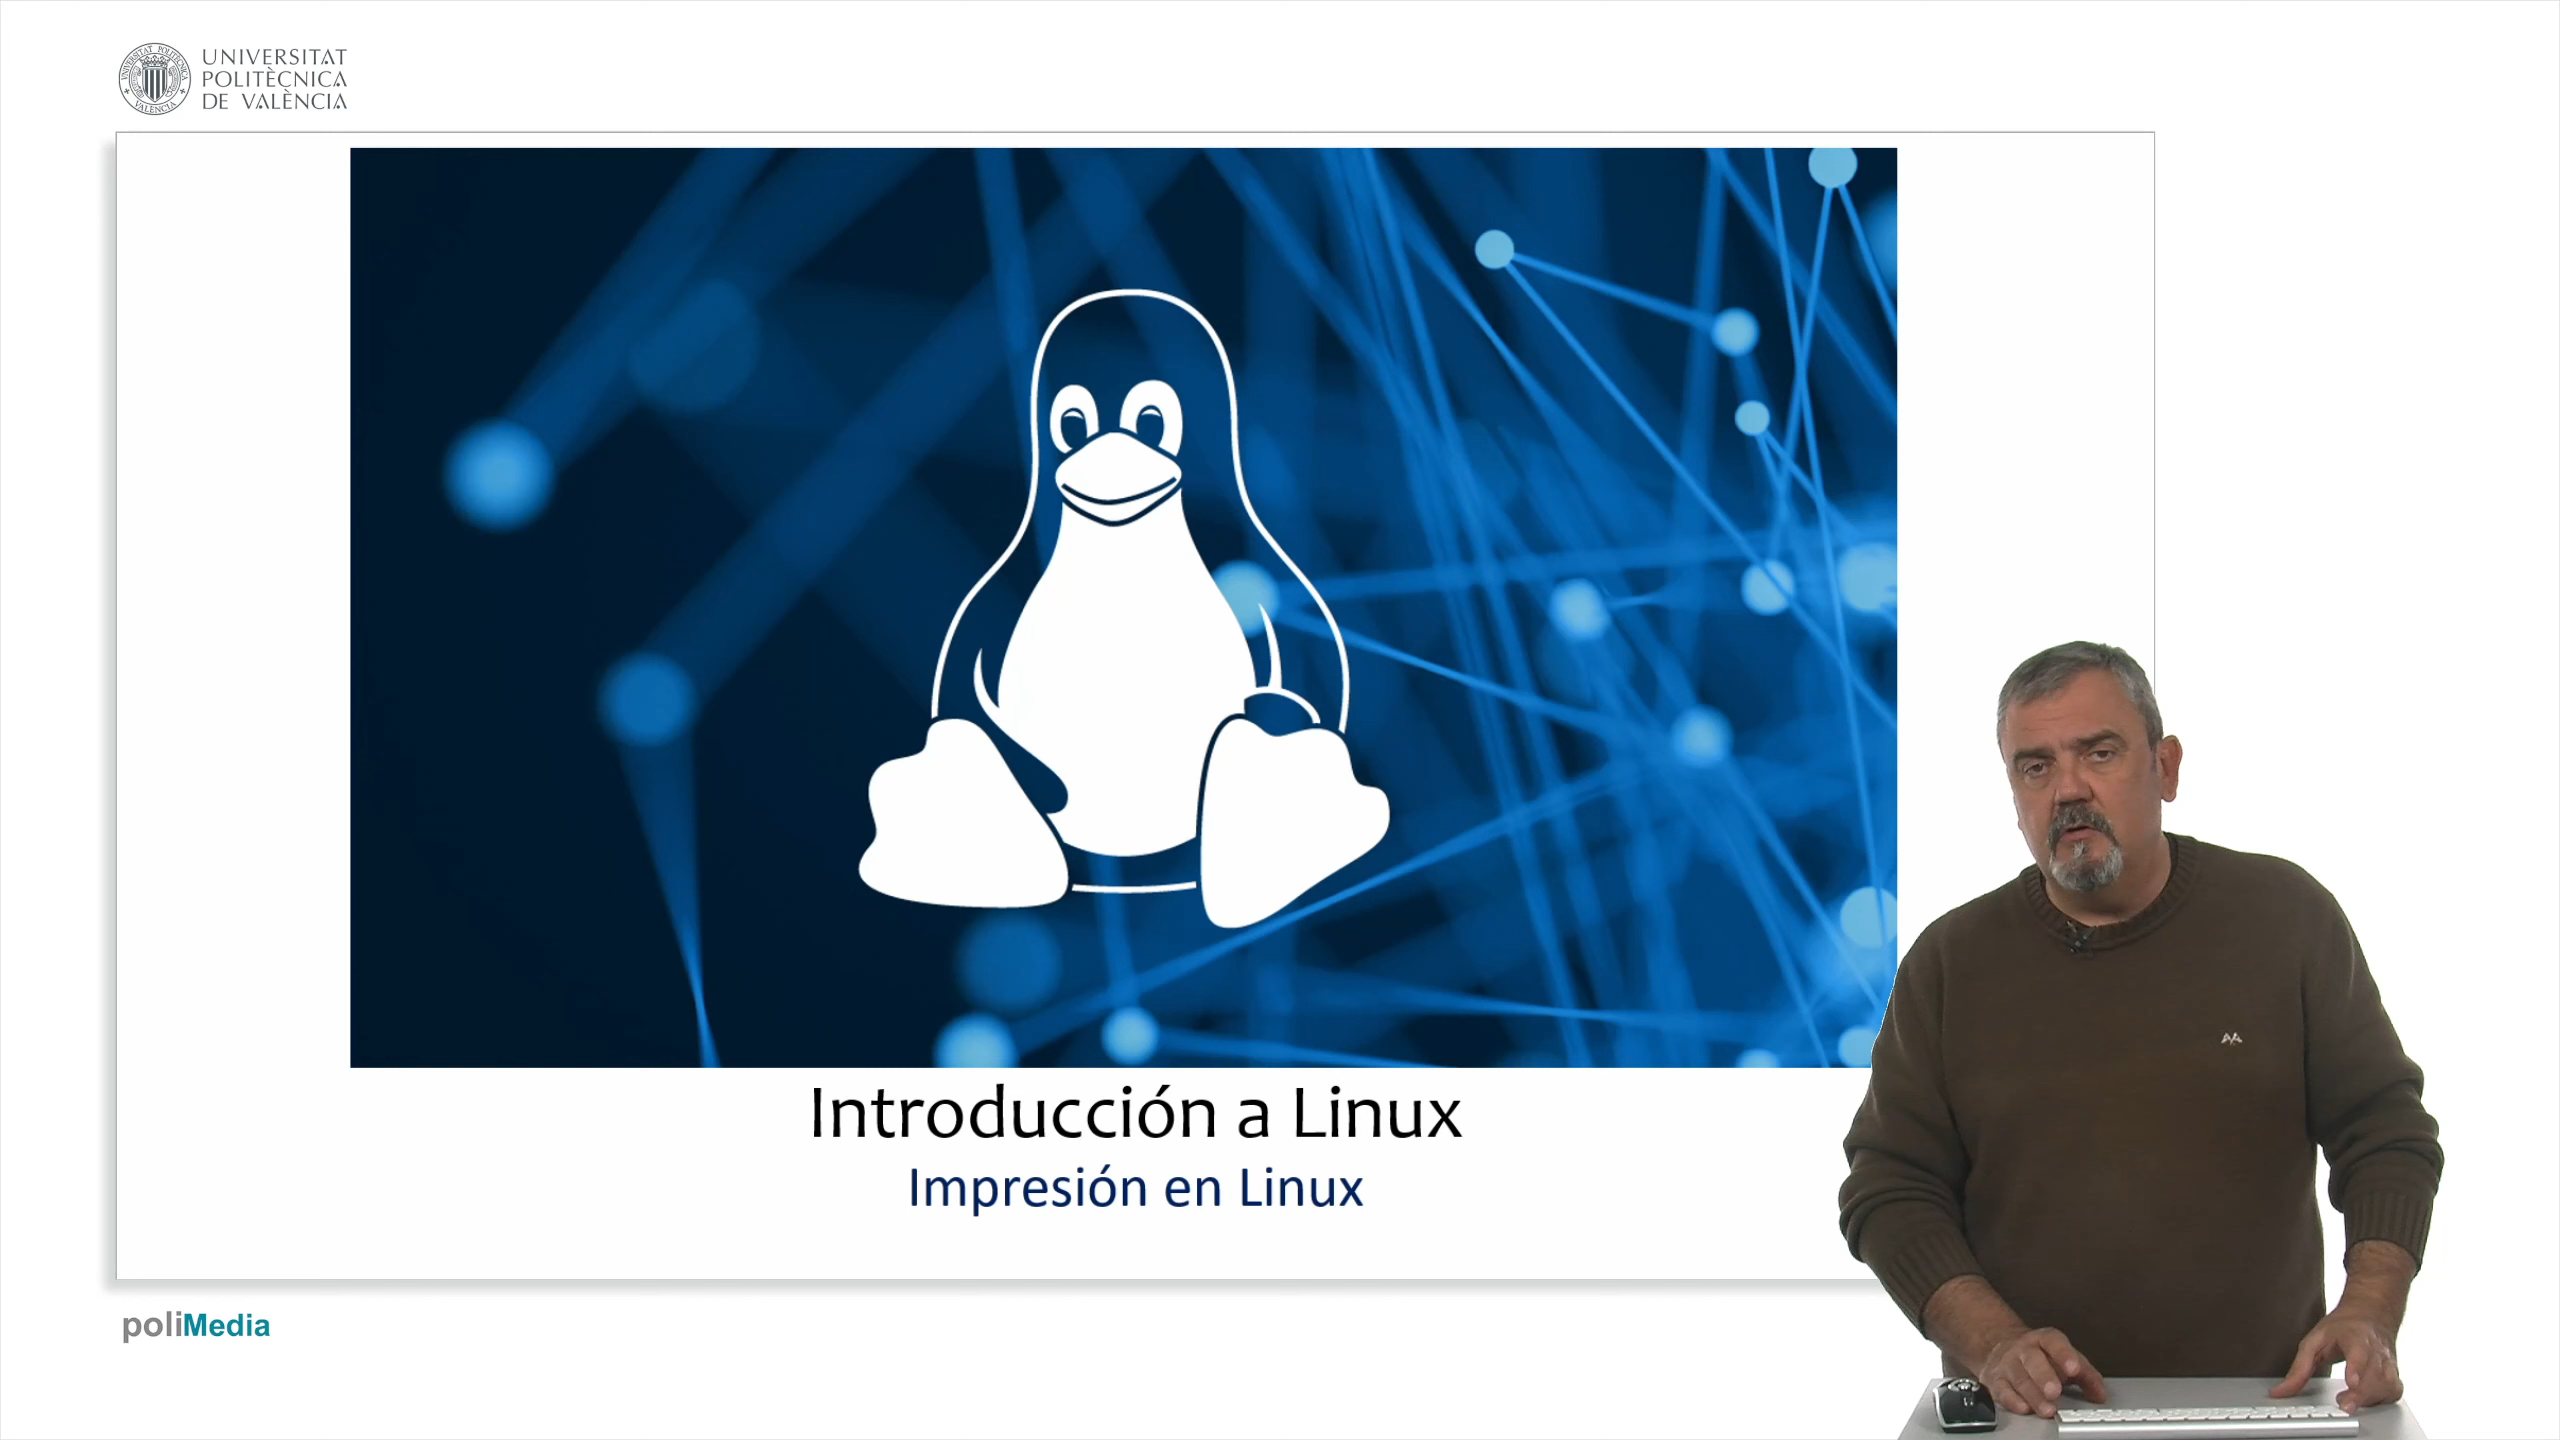 UNIVERSITAT
POLITÈCNICA
DE VALÈNCIA
Introducción a Linux
Impresión en Linux
poliMedia